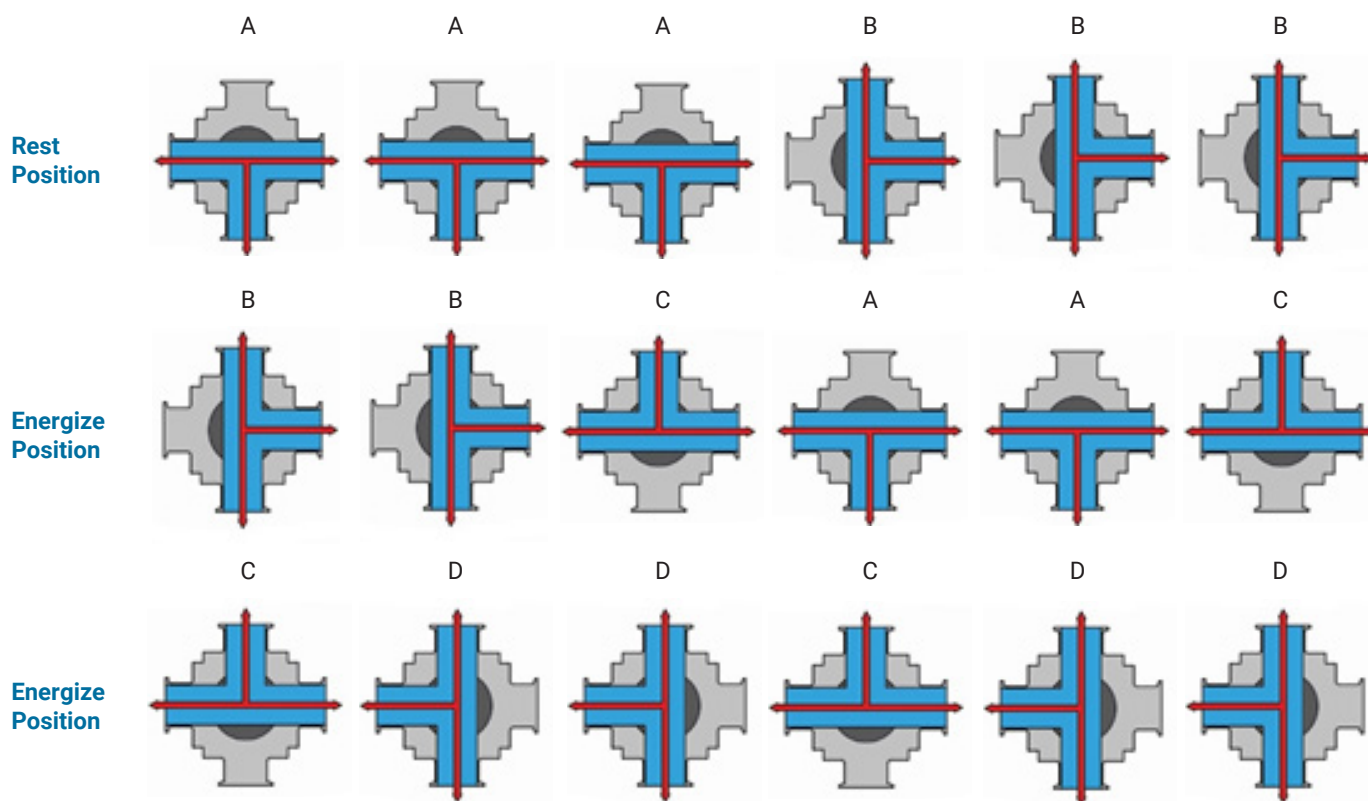 A A A B B B
Rest
Position
B B C A A C
Energize
Position
C D D C D D
Energize
Position